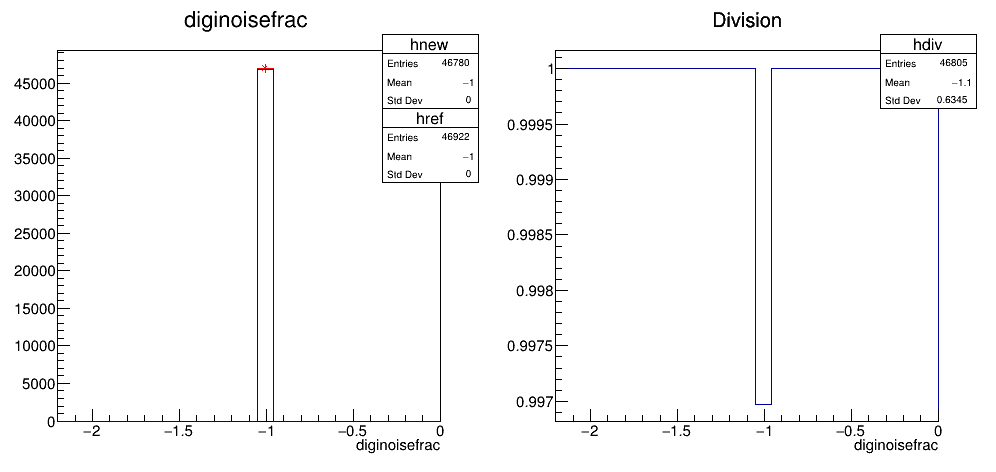 diginoisefrac
hnew
Entries 46780
Mean −1
Std Dev 0
href
Entries 46922
Mean −1
Std Dev 0
45000
40000
35000
30000
25000
20000
15000
10000
5000
0
−2 −1.5 −1 −0.5 0
diginoisefrac
Division
hdiv
Entries 46805
Mean −1.1
Std Dev 0.6345
1
0.9995
0.999
0.9985
0.998
0.9975
0.997
−2 −1.5 −1 −0.5 0
diginoisefrac